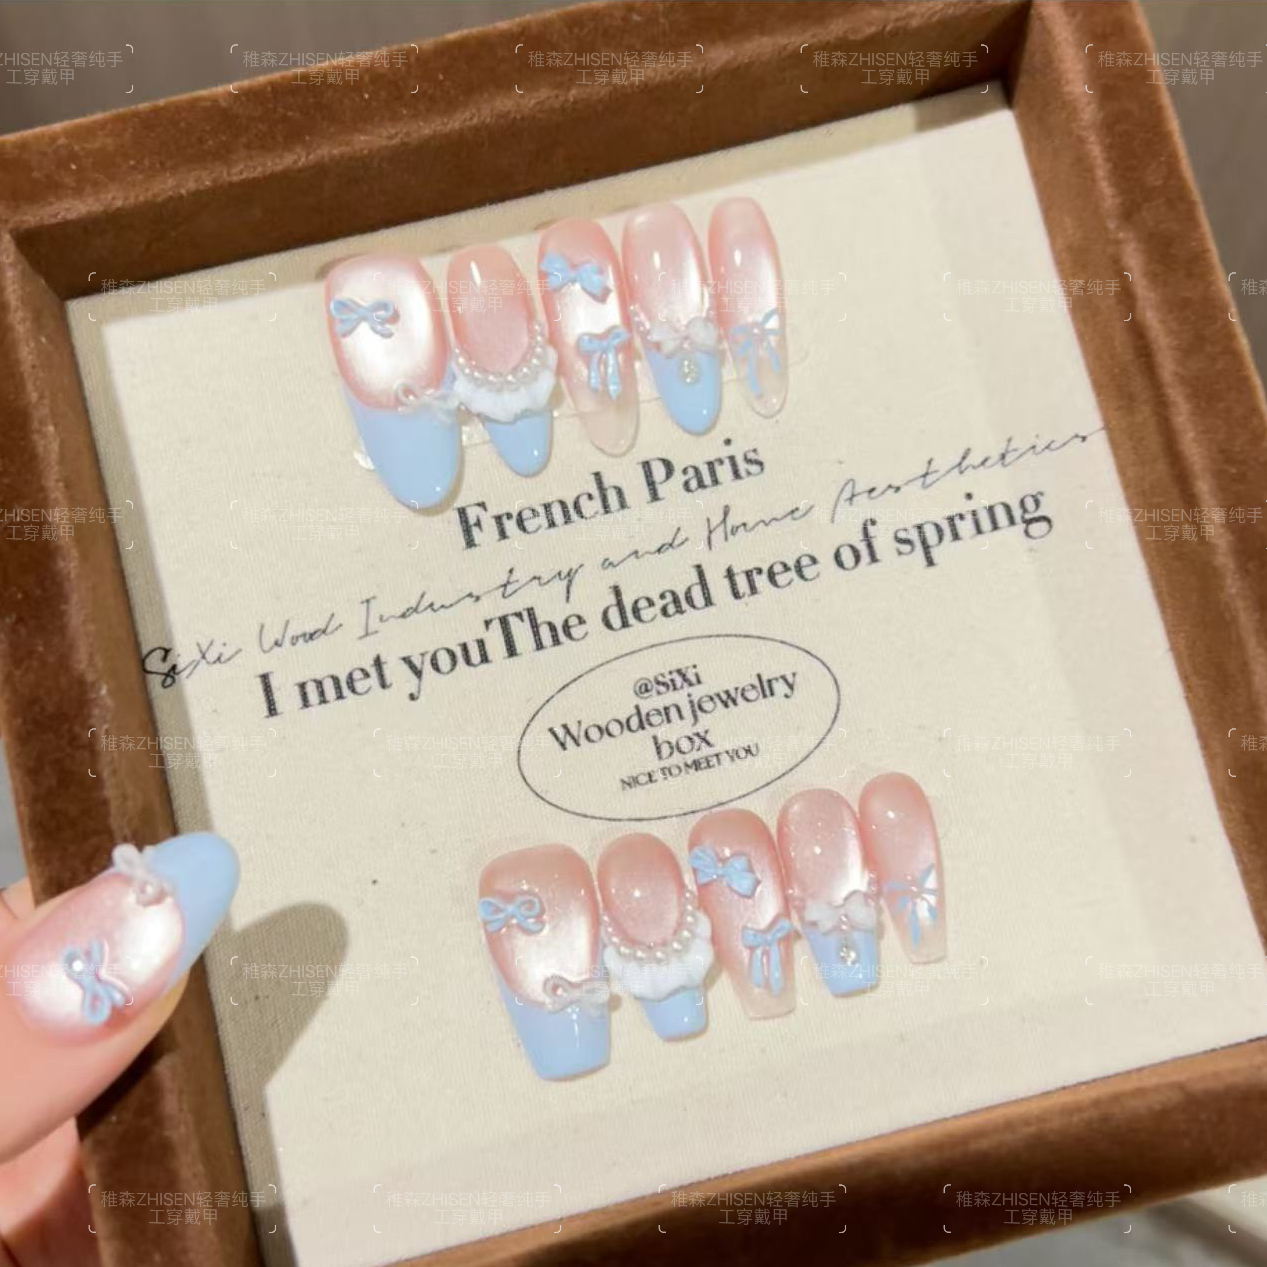 稚森ZHISEN轻奢纯手
工穿戴甲
French Paris
SiXi Wood Industry and Home Aesthetics
I met youThe dead tree of spring
@SiXi
Wooden jewelry
box
NICE TO MEET YOU